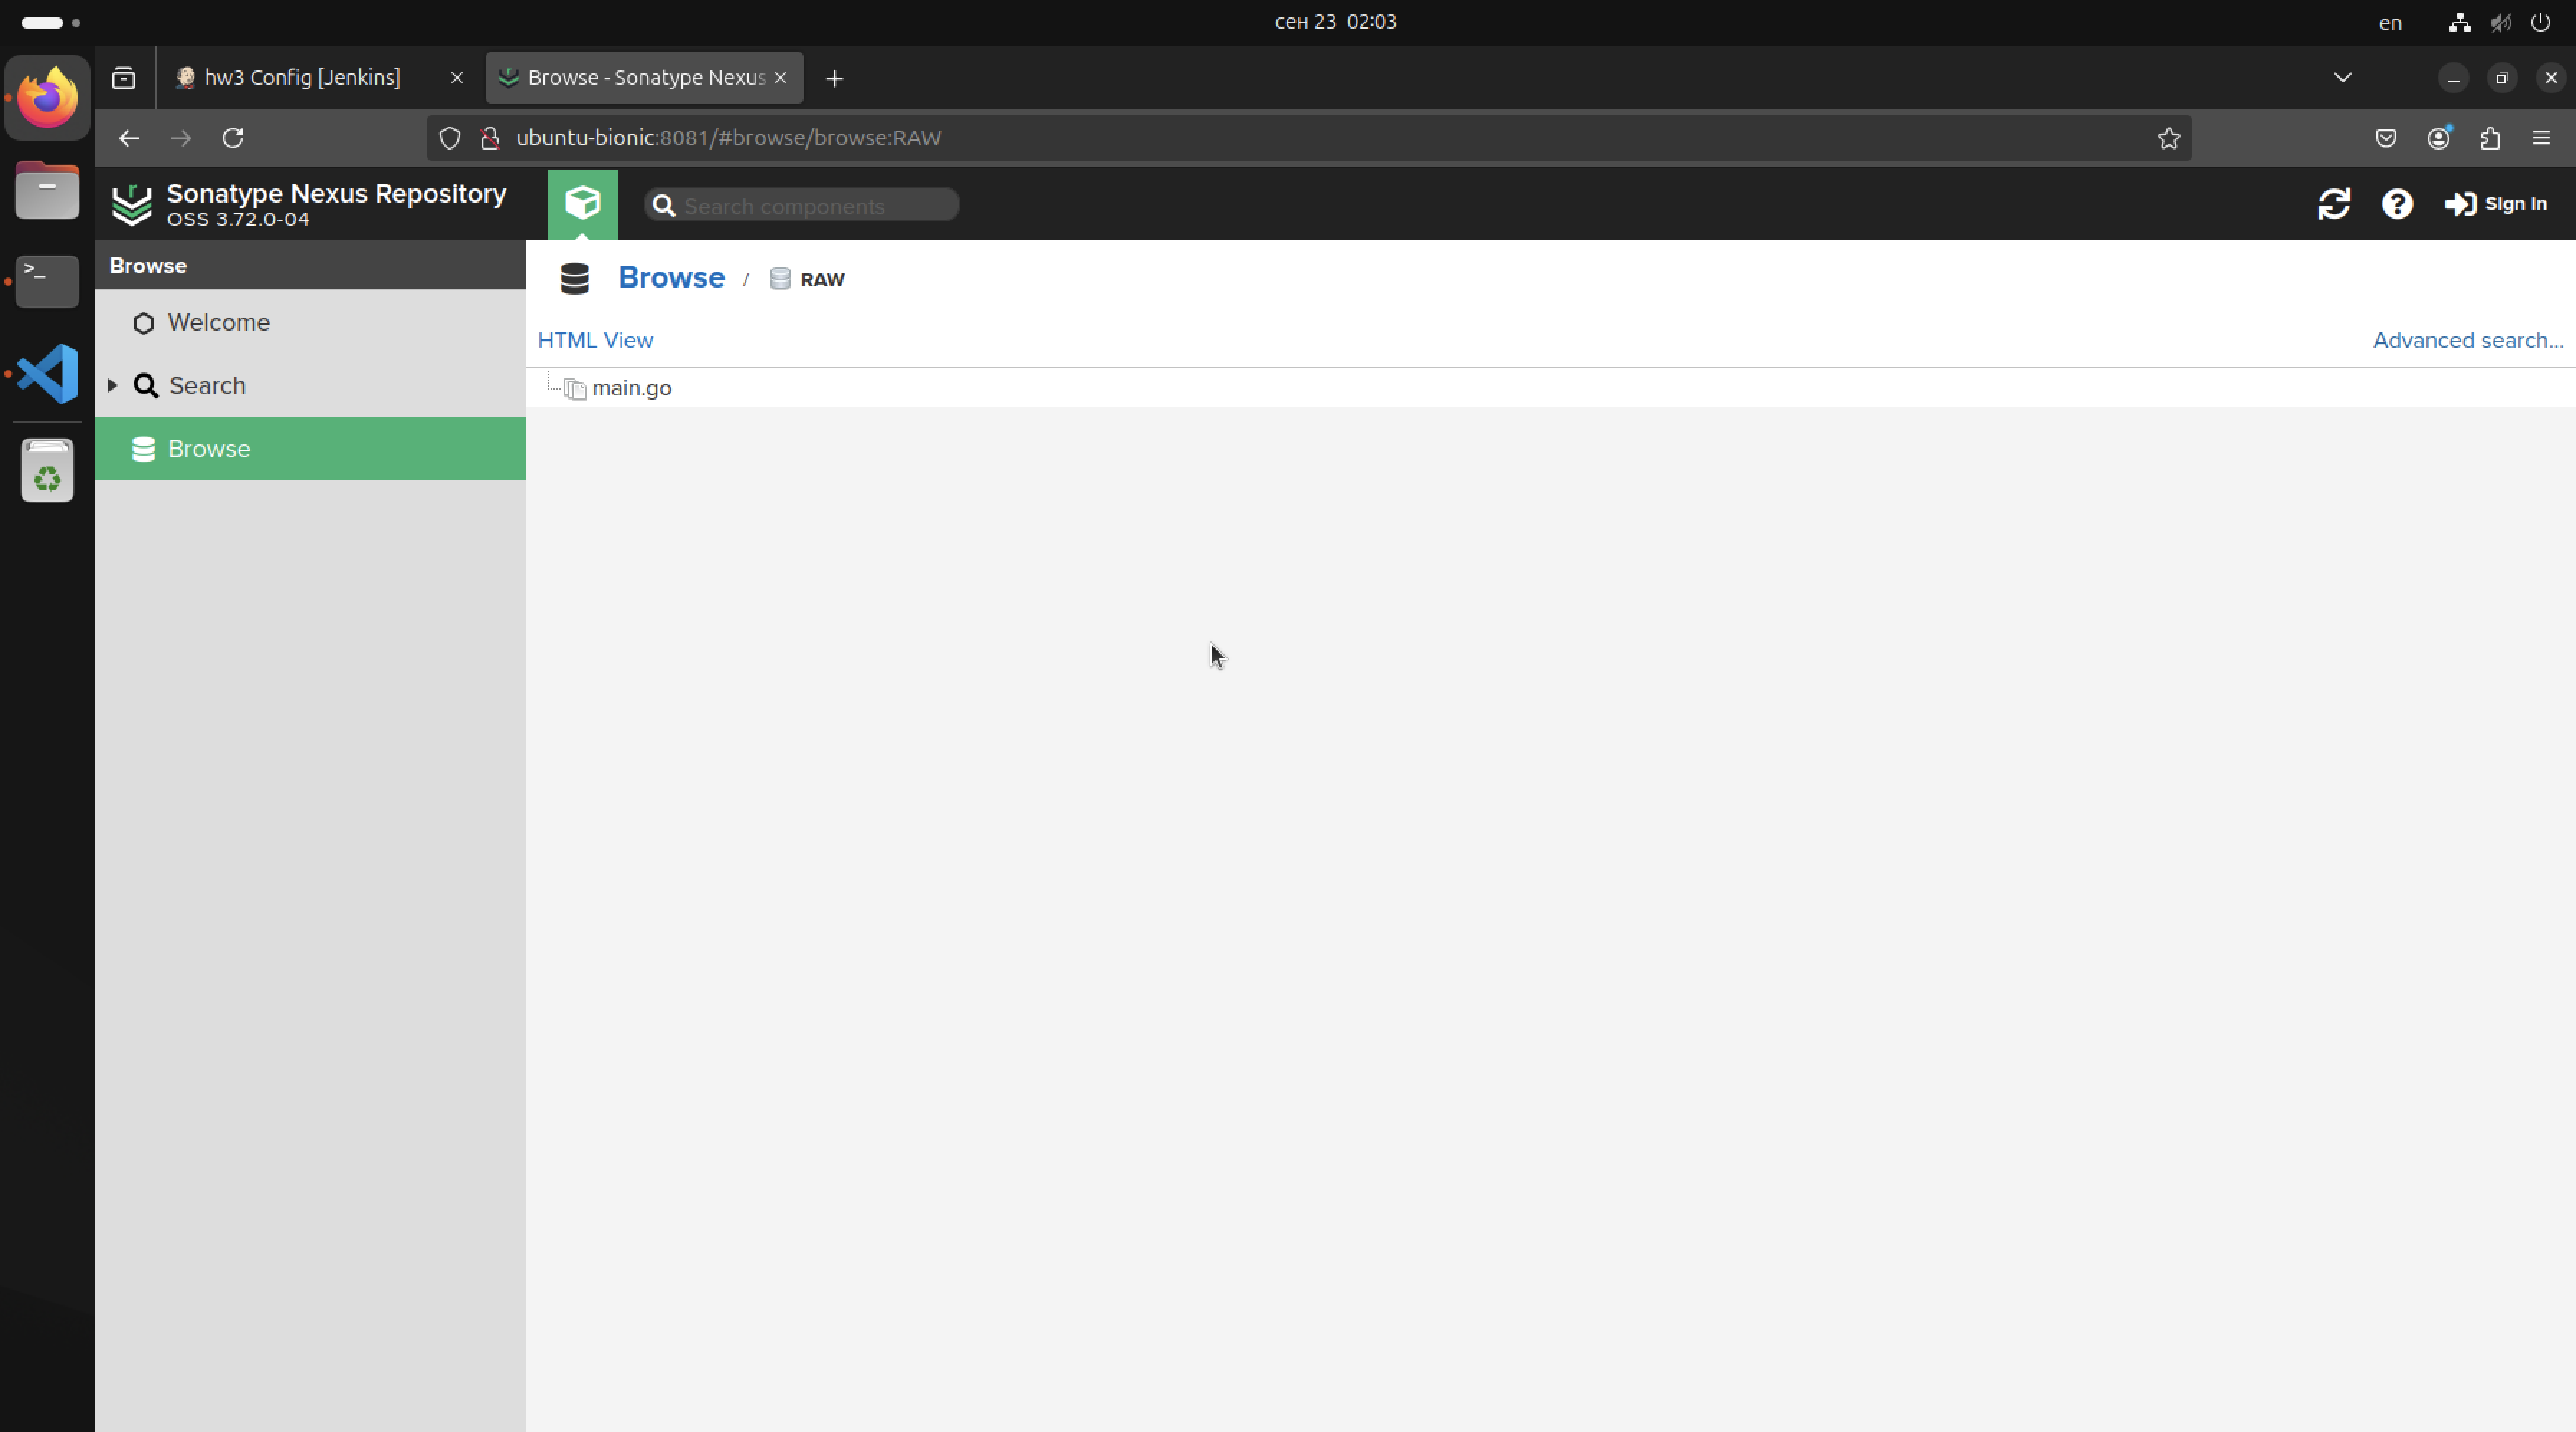 сен 23 02:03
en
hw3 Config [Jenkins]
Browse - Sonatype Nexus
ubuntu-bionic:8081/#browse/browse:RAW
Sonatype Nexus Repository
OSS 3.72.0-04
Search components
Sign in
Browse
Welcome
Search
Browse
Browse / RAW
HTML View
Advanced search...
main.go